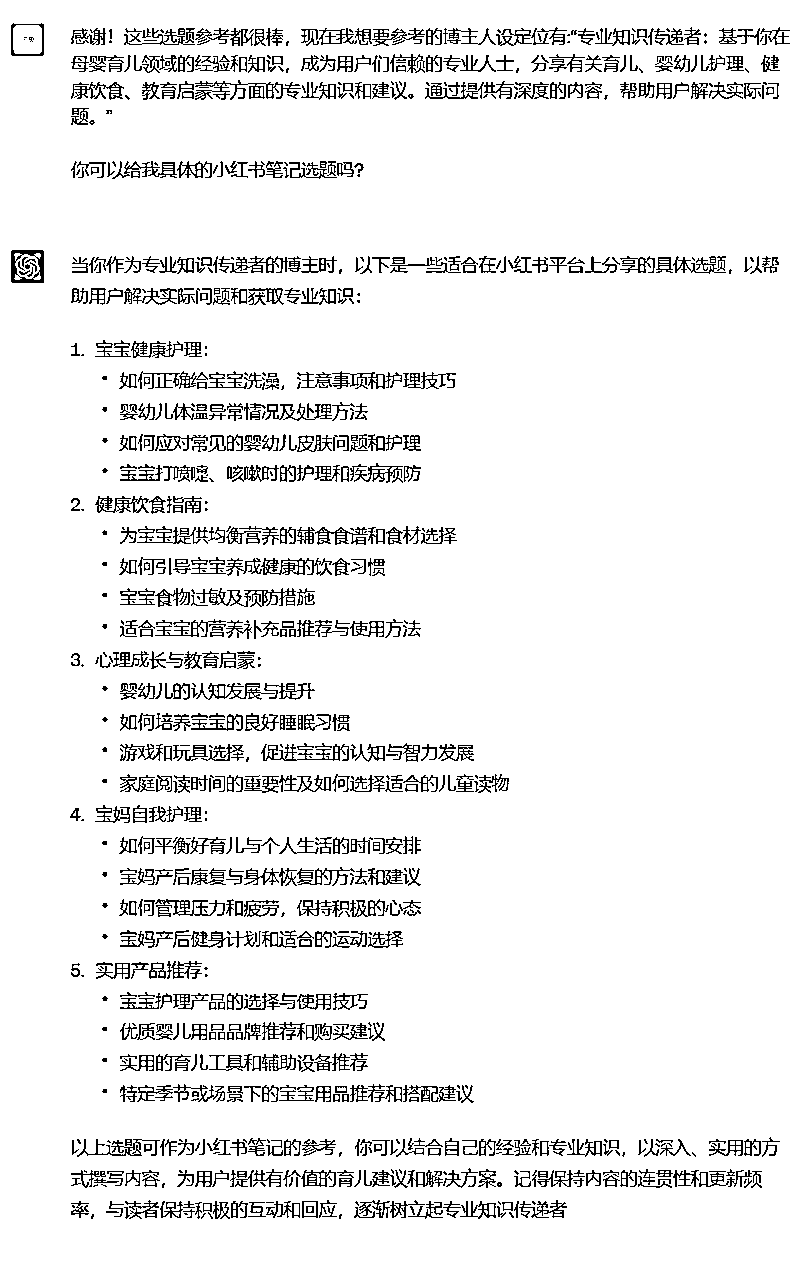 感谢！这些选题参考都很棒，现在我想要参考的博主人设定位有:“专业知识传递者：基于你在
母婴育儿领域的经验和知识，成为用户们信赖的专业人士，分享有关育儿、婴幼儿护理、健
康饮食、教育启蒙等方面的专业知识和建议。通过提供有深度的内容，帮助用户解决实际问
题。”
你可以给我具体的小红书笔记选题吗？
当你作为专业知识传递者的博主时，以下是一些适合在小红书平台上分享的具体选题，以帮
助用户解决实际问题和获取专业知识：
1. 宝宝健康护理：
• 如何正确给宝宝洗澡，注意事项和护理技巧
• 婴幼儿体温异常情况及处理方法
• 如何应对常见的婴幼儿皮肤问题和护理
• 宝宝打喷嚏、咳嗽时的护理和疾病预防
2. 健康饮食指南：
• 为宝宝提供均衡营养的辅食食谱和食材选择
• 如何引导宝宝养成健康的饮食习惯
• 宝宝食物过敏及预防措施
• 适合宝宝的营养补充品推荐与使用方法
3. 心理成长与教育启蒙：
• 婴幼儿的认知发展与提升
• 如何培养宝宝的良好睡眠习惯
• 游戏和玩具选择，促进宝宝的认知与智力发展
• 家庭阅读时间的重要性及如何选择适合的儿童读物
4. 宝妈自我护理：
• 如何平衡好育儿与个人生活的时间安排
• 宝妈产后康复与身体恢复的方法和建议
• 如何管理压力和疲劳，保持积极的心态
• 宝妈产后健身计划和适合的运动选择
5. 实用产品推荐：
• 宝宝护理产品的选择与使用技巧
• 优质婴儿用品品牌推荐和购买建议
• 实用的育儿工具和辅助设备推荐
• 特定季节或场景下的宝宝用品推荐和搭配建议
以上选题可作为小红书笔记的参考，你可以结合自己的经验和专业知识，以深入、实用的方
式撰写内容，为用户提供有价值的育儿建议和解决方案。记得保持内容的连贯性和更新频
率，与读者保持积极的互动和回应，逐渐树立起专业知识传递者